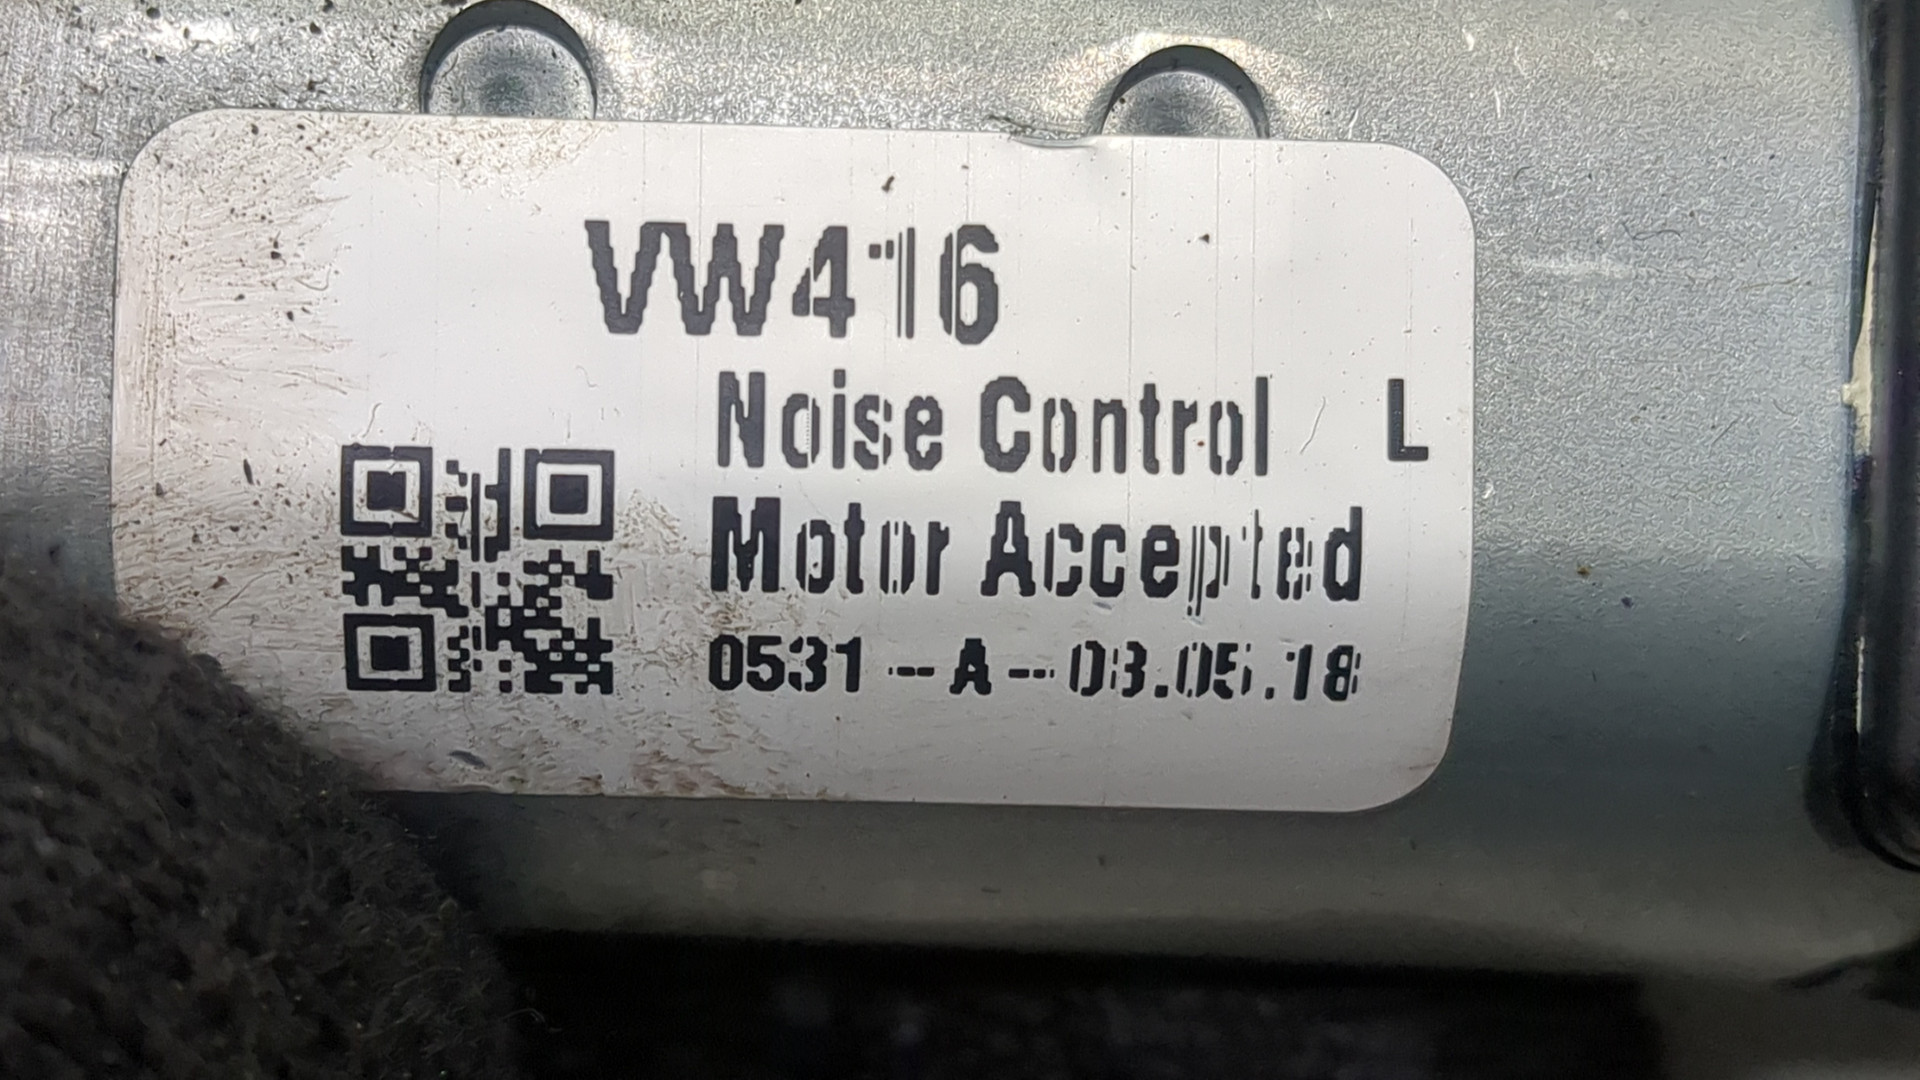 VW416
Noise Control L
Motor Accepted
0531 --A-- 03.05.18